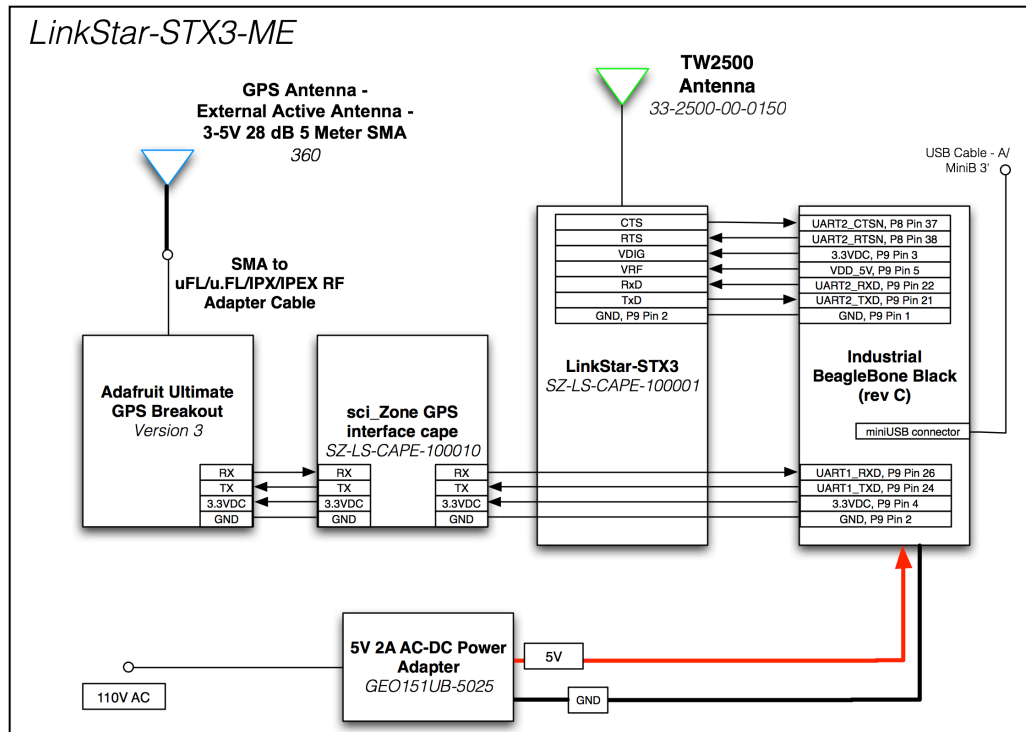 LinkStar-STX3-ME
TW2500
Antenna
33-2500-00-0150
GPS Antenna -
External Active Antenna -
3-5V 28 dB 5 Meter SMA
360
USB Cable - A/
MiniB 3'
SMA to
uFL/u.FL/IPX/IPEX RF
Adapter Cable
CTS
RTS
VDIG
VRF
RxD
TxD
GND, P9 Pin 2
LinkStar-STX3
SZ-LS-CAPE-100001
UART2_CTSN, P8 Pin 37
UART2_RTSN, P8 Pin 38
3.3VDC, P9 Pin 3
VDD_5V, P9 Pin 5
UART2_RXD, P9 Pin 22
UART2_TXD, P9 Pin 21
GND, P9 Pin 1
Industrial
BeagleBone Black
(rev C)
miniUSB connector
UART1_RXD, P9 Pin 26
UART1_TXD, P9 Pin 24
3.3VDC, P9 Pin 4
GND, P9 Pin 2
Adafruit Ultimate
GPS Breakout
Version 3
RX
TX
3.3VDC
GND
sci_Zone GPS
interface cape
SZ-LS-CAPE-100010
RX
TX
3.3VDC
GND
RX
TX
3.3VDC
GND
5V 2A AC-DC Power
Adapter
GEO151UB-5025
5V
GND
110V AC